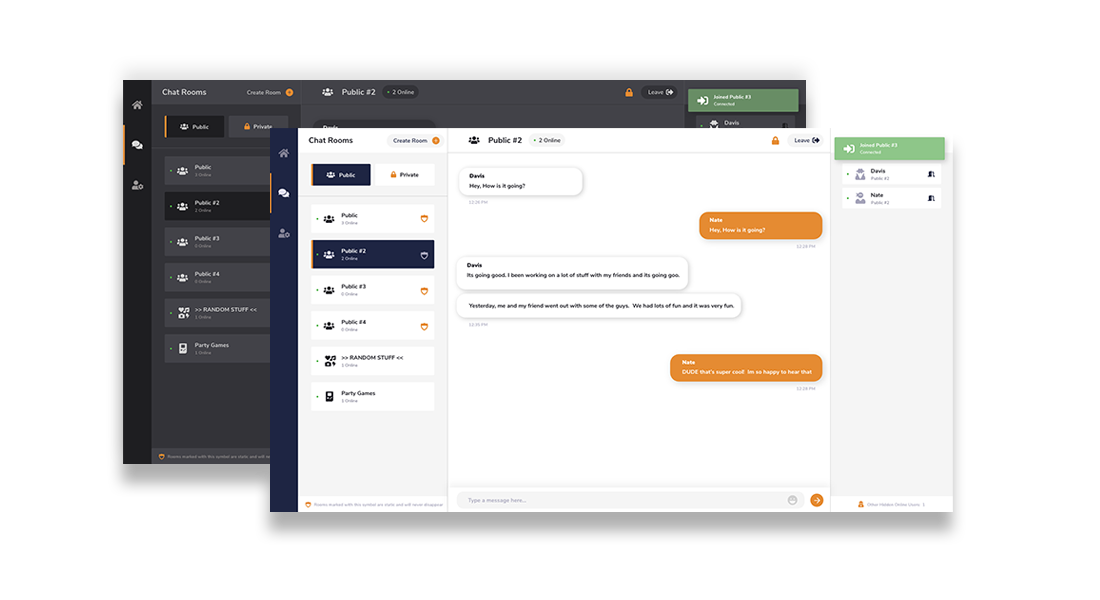 Chat Rooms
Create Room +
Public #2
2 Online
Leave
Joined Public #3
Connected
Public
Private
Davis
Public
3 Online
Public #2
2 Online
Public #3
0 Online
Public #4
0 Online
>> RANDOM STUFF <<
1 Online
Party Games
1 Online
Rooms marked with this symbol are static and will ne
Chat Rooms
Create Room +
Public
Private
Public
3 Online
Public #2
2 Online
Public #3
0 Online
Public #4
0 Online
>> RANDOM STUFF <<
1 Online
Party Games
1 Online
Rooms marked with this symbol are static and will never disappear
Public #2
2 Online
Leave
Davis
Hey, How is it going?
12:26 PM
Nate
Hey, How is it going?
12:28 PM
Davis
Its going good. I been working on a lot of stuff with my friends and its going goo.
Yesterday, me and my friend went out with some of the guys. We had lots of fun and it was very fun.
12:35 PM
Nate
DUDE that's super cool! Im so happy to hear that
12:35 PM
Type a message here...
Joined Public #3
Connected
Davis
Public #2
Nate
Public #2
Other Hidden Online Users: